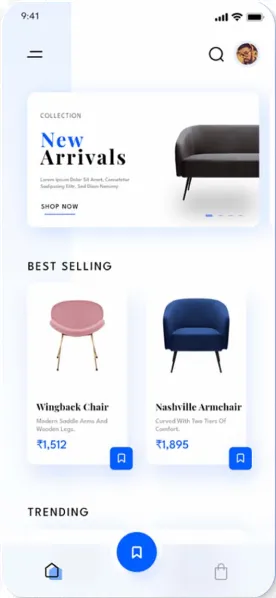 9:41
COLLECTION
New
Arrivals
Lorem Ipsum Dolor Sit Amet, Consetetur
Sadipscing Elitr, Sed Diam Nonumy.
SHOP NOW
BEST SELLING
Wingback Chair
Modern Saddle Arms And
Wooden Legs.
₹1,512
Nashville Armchair
Curved With Two Tiers Of
Comfort.
₹1,895
TRENDING